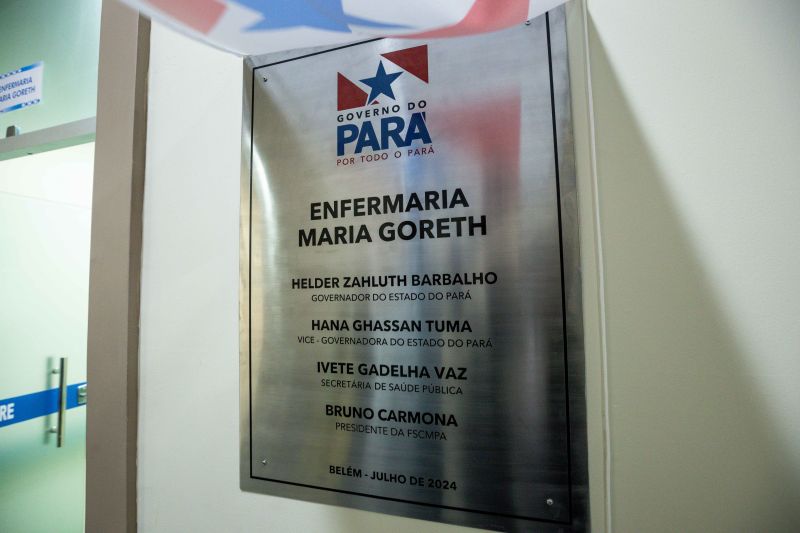 ENFERMARIA
MARIA GORETH
GOVERNO DO
PARÁ
POR TODO O PARÁ
ENFERMARIA
MARIA GORETH
HELDER ZAHLUTH BARBALHO
GOVERNADOR DO ESTADO DO PARÁ
HANA GHASSAN TUMA
VICE - GOVERNADORA DO ESTADO DO PARÁ
IVETE GADELHA VAZ
SECRETÁRIA DE SAÚDE PÚBLICA
BRUNO CARMONA
PRESIDENTE DA FSCMPA
BELÉM - JULHO DE 2024